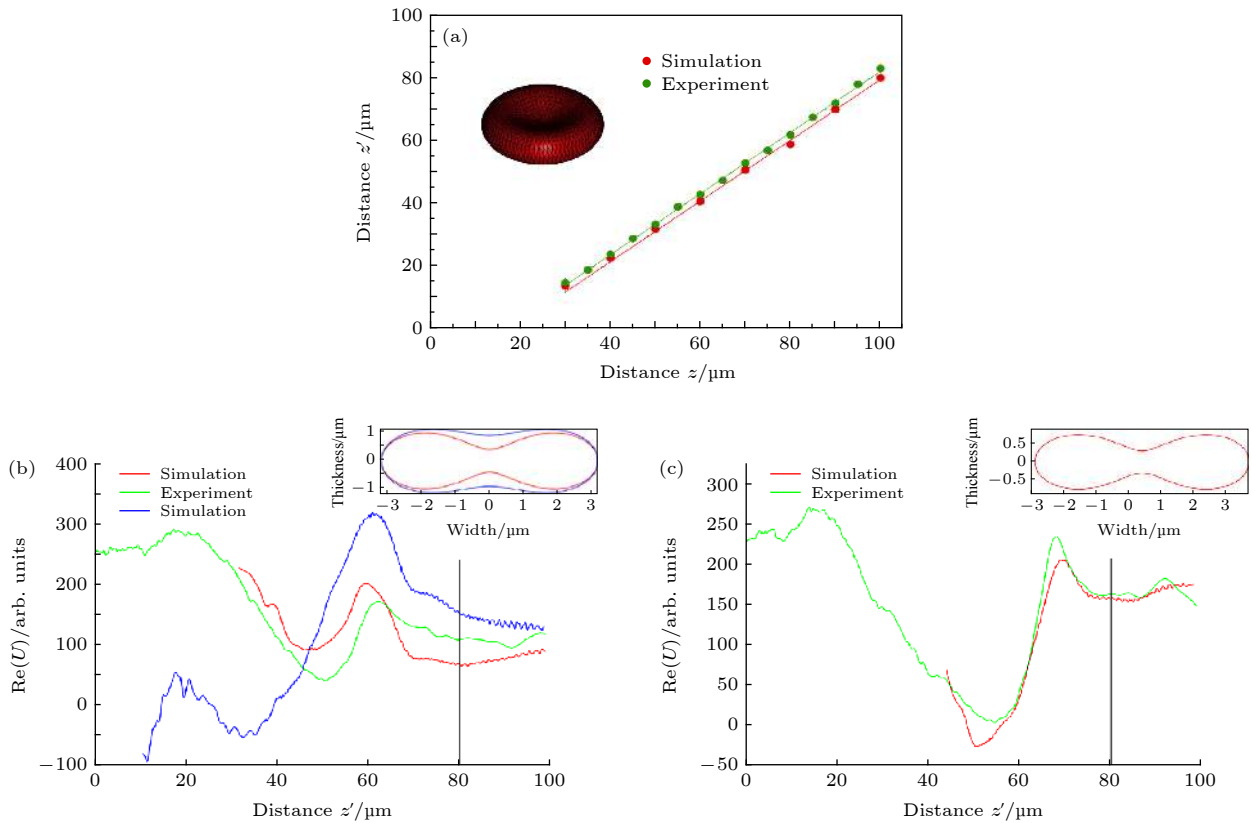 (a)
Simulation
Experiment
100
80
60
40
20
0
Distance z′/µm
0 20 40 60 80 100
Distance z/µm
(b)
Simulation
Experiment
Simulation
400
300
200
100
0
−100
Re(U)/arb. units
0 20 40 60 80 100
Distance z′/µm
Thickness/µm
1
0
−1
−3 −2 −1 0 1 2 3
Width/µm
(c)
Simulation
Experiment
300
250
200
150
100
50
0
−50
Re(U)/arb. units
0 20 40 60 80 100
Distance z′/µm
Thickness/µm
0.5
0
−0.5
−3 −2 −1 0 1 2 3
Width/µm